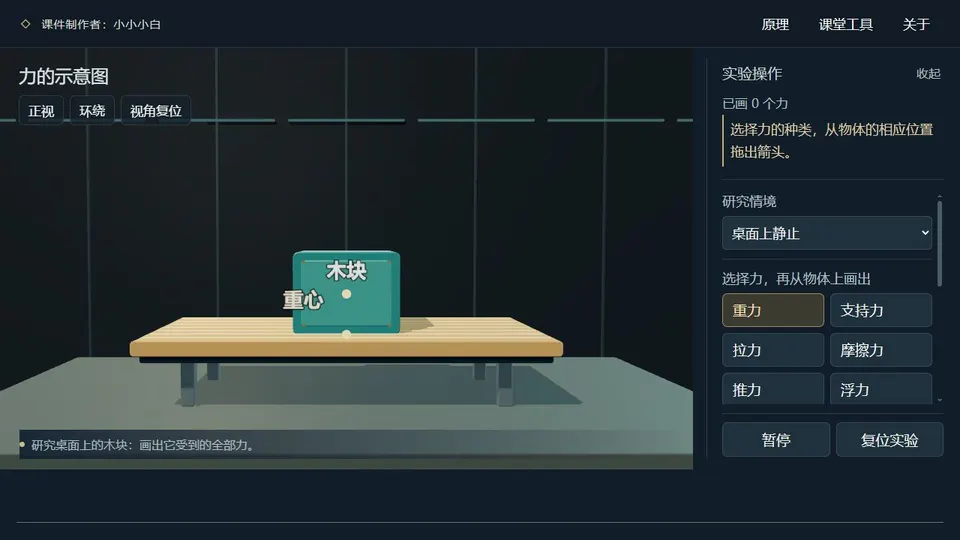 课件制作者：小小小白
原理
课堂工具
关于
力的示意图
正视
环绕
视角复位
木块
重心
研究桌面上的木块：画出它受到的全部力。
实验操作
收起
已画 0 个力
选择力的种类，从物体的相应位置
拖出箭头。
研究情境
桌面上静止
选择力，再从物体上画出
重力
支持力
拉力
摩擦力
推力
浮力
暂停
复位实验